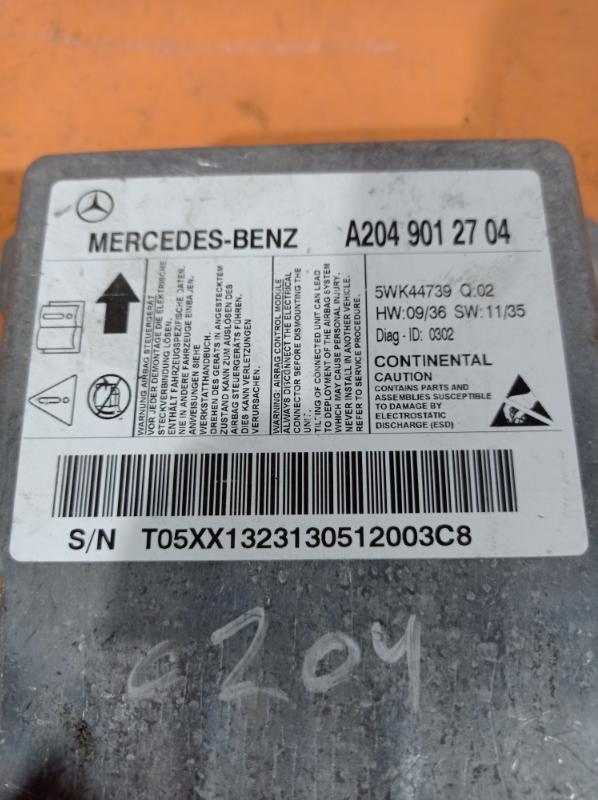 MERCEDES-BENZ
A204 901 27 04
WARNUNG AIRBAG STEUERGERÄT
VOR JEDER DEMONTAGE DIE ELEKTRISCHE
STECKVERBINDUNG LÖSEN.
ENTHÄLT FAHRZEUGSPEZIFISCHE DATEN.
NIE IN ANDERE FAHRZEUGE EINBAJEN.
ANWEISUNGEN SIEHE
WERKSTATTHANDBUCH.
DREHEN DES GERÄTS IN ANGESTECKTEM
ZUSTAND KANN ZUM AUSLÖSEN DES
AIRBAG STEUERGERÄTS FÜHREN.
DIES KANN VERLETZUNGEN
VERURSACHEN.
WARNING: AIRBAG CONTROL MODULE
ALWAYS DISCONNECT THE ELECTRICAL
CONNECTOR BEFORE DISMOUNTING THE
UNIT.
TILTING OF CONNECTED UNIT CAN LEAD
TO DEPLOYMENT OF THE AIRBAG SYSTEM
WHICH MAY CAUSE PERSONAL INJURY.
NEVER INSTALL IN ANOTHER VEHICLE.
REFER TO SERVICE PROCEDURE.
5WK44739 Q:02
HW:09/36 SW:11/35
Diag - ID: 0302
CONTINENTAL
CAUTION
CONTAINS PARTS AND
ASSEMBLIES SUSCEPTIBLE
TO DAMAGE BY
ELECTROSTATIC
DISCHARGE (ESD)
S/N T05XX1323130512003C8
C204